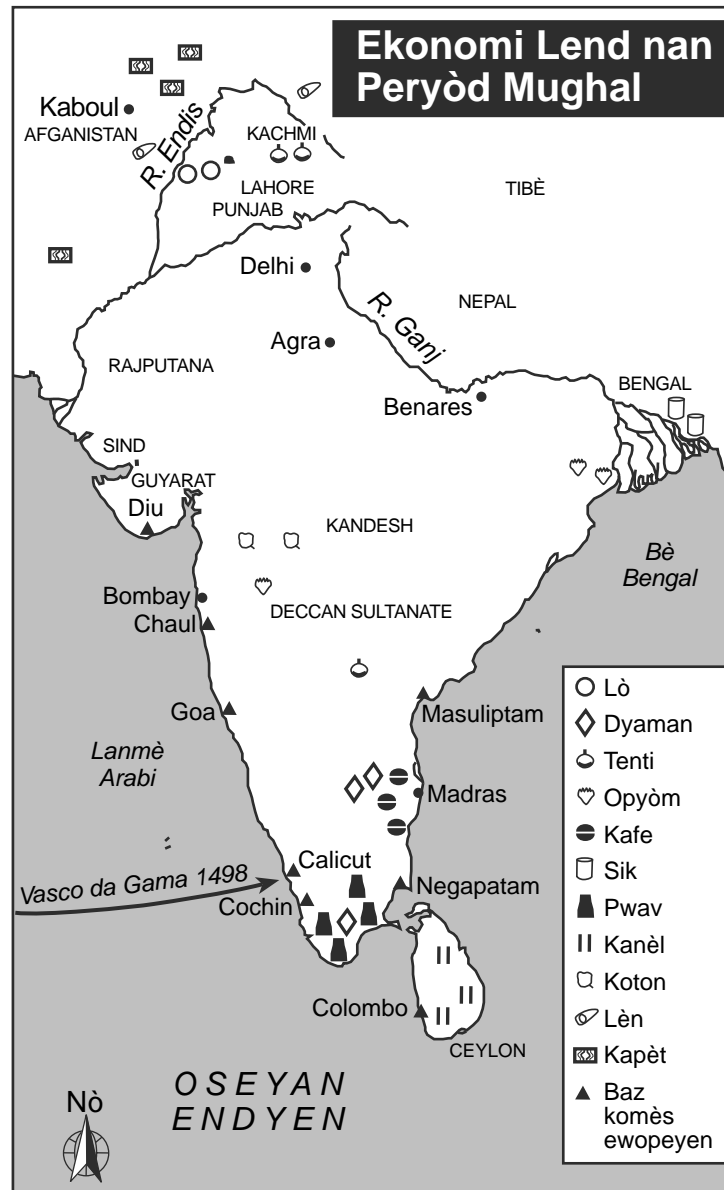 Ekonomi Lend nan
Peryòd Mughal
Kaboul
AFGANISTAN
R. Endis
KACHMI
LAHORE
PUNJAB
TIBÈ
Delhi
NEPAL
R. Ganj
Agra
RAJPUTANA
Benares
BENGAL
SIND
GUYARAT
Diu
KANDESH
Bè
Bengal
Bombay
Chaul
DECCAN SULTANATE
Goa
Masuliptam
Lanmè
Arabi
Madras
Calicut
Vasco da Gama 1498
Negapatam
Cochin
Colombo
CEYLON
OSEYAN
ENDYEN
Nò
Lò
Dyaman
Tenti
Opyòm
Kafe
Sik
Pwav
Kanèl
Koton
Lèn
Kapèt
Baz
komès
ewopeyen